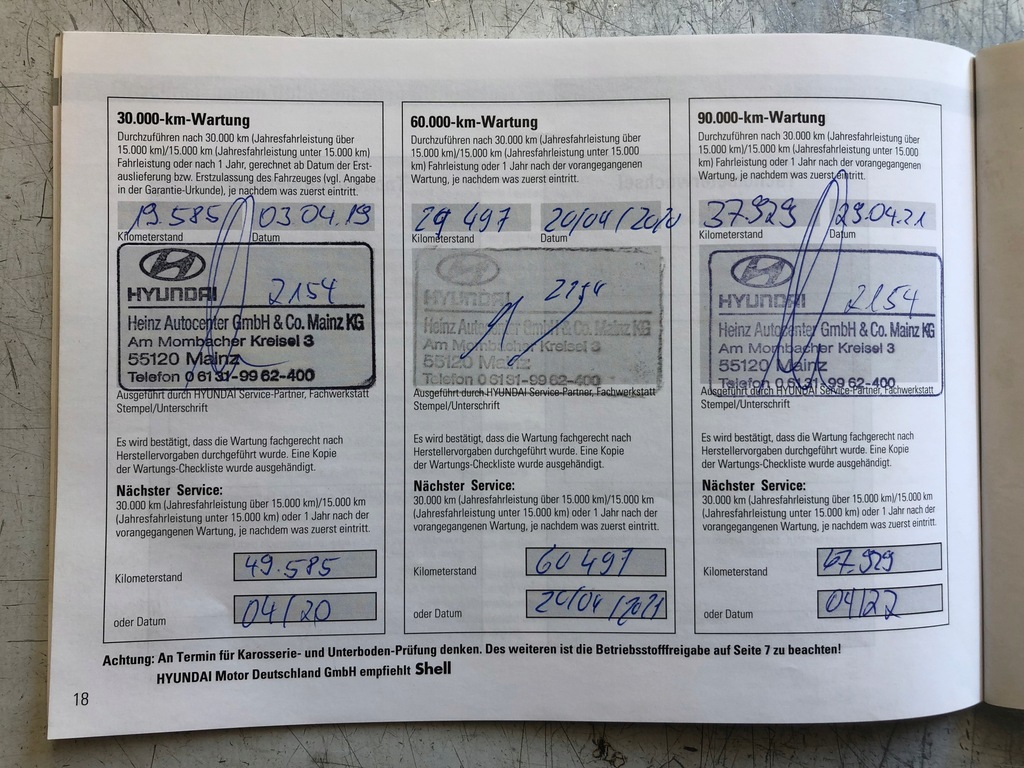 30.000-km-Wartung
Durchzuführen nach 30.000 km (Jahresfahrleistung über
15.000 km)/15.000 km (Jahresfahrleistung unter 15.000 km)
Fahrleistung oder nach 1 Jahr, gerechnet ab Datum der Erst-
auslieferung bzw. Erstzulassung des Fahrzeuges (vgl. Angabe
in der Garantie-Urkunde), je nachdem was zuerst eintritt.
19.585 03.04.19
Kilometerstand Datum
HYUNDAI 2154
Heinz Autocenter GmbH & Co. Mainz KG
Am Mombacher Kreisel 3
55120 Mainz
Telefon 0 61 31-99 62-400
Ausgeführt durch HYUNDAI Service-Partner, Fachwerkstatt
Stempel/Unterschrift
Es wird bestätigt, dass die Wartung fachgerecht nach
Herstellervorgaben durchgeführt wurde. Eine Kopie
der Wartungs-Checkliste wurde ausgehändigt.
Nächster Service:
30.000 km (Jahresfahrleistung über 15.000 km)/15.000 km
(Jahresfahrleistung unter 15.000 km) oder 1 Jahr nach der
vorangegangenen Wartung, je nachdem was zuerst eintritt.
Kilometerstand 49.585
oder Datum 04/20
60.000-km-Wartung
Durchzuführen nach 30.000 km (Jahresfahrleistung über
15.000 km)/15.000 km (Jahresfahrleistung unter 15.000
km) Fahrleistung oder 1 Jahr nach der vorangegangenen
Wartung, je nachdem was zuerst eintritt.
29 497 20/04/2020
Kilometerstand Datum
HYUNDAI 2154
Heinz Autocenter GmbH & Co. Mainz KG
Am Mombacher Kreisel 3
55120 Mainz
Telefon 0 61 31-99 62-400
Ausgeführt durch HYUNDAI Service-Partner, Fachwerkstatt
Stempel/Unterschrift
Es wird bestätigt, dass die Wartung fachgerecht nach
Herstellervorgaben durchgeführt wurde. Eine Kopie
der Wartungs-Checkliste wurde ausgehändigt.
Nächster Service:
30.000 km (Jahresfahrleistung über 15.000 km)/15.000 km
(Jahresfahrleistung unter 15.000 km) oder 1 Jahr nach der
vorangegangenen Wartung, je nachdem was zuerst eintritt.
Kilometerstand 60 497
oder Datum 20/04/2021
90.000-km-Wartung
Durchzuführen nach 30.000 km (Jahresfahrleistung über
15.000 km)/15.000 km (Jahresfahrleistung unter 15.000
km) Fahrleistung oder 1 Jahr nach der vorangegangenen
Wartung, je nachdem was zuerst eintritt.
37.929 29.04.21
Kilometerstand Datum
HYUNDAI 2154
Heinz Autocenter GmbH & Co. Mainz KG
Am Mombacher Kreisel 3
55120 Mainz
Telefon 0 61 31-99 62-400
Ausgeführt durch HYUNDAI Service-Partner, Fachwerkstatt
Stempel/Unterschrift
Es wird bestätigt, dass die Wartung fachgerecht nach
Herstellervorgaben durchgeführt wurde. Eine Kopie
der Wartungs-Checkliste wurde ausgehändigt.
Nächster Service:
30.000 km (Jahresfahrleistung über 15.000 km)/15.000 km
(Jahresfahrleistung unter 15.000 km) oder 1 Jahr nach der
vorangegangenen Wartung, je nachdem was zuerst eintritt.
Kilometerstand 67.929
oder Datum 04/22
Achtung: An Termin für Karosserie- und Unterboden-Prüfung denken. Des weiteren ist die Betriebsstofffreigabe auf Seite 7 zu beachten!
HYUNDAI Motor Deutschland GmbH empfiehlt Shell
18